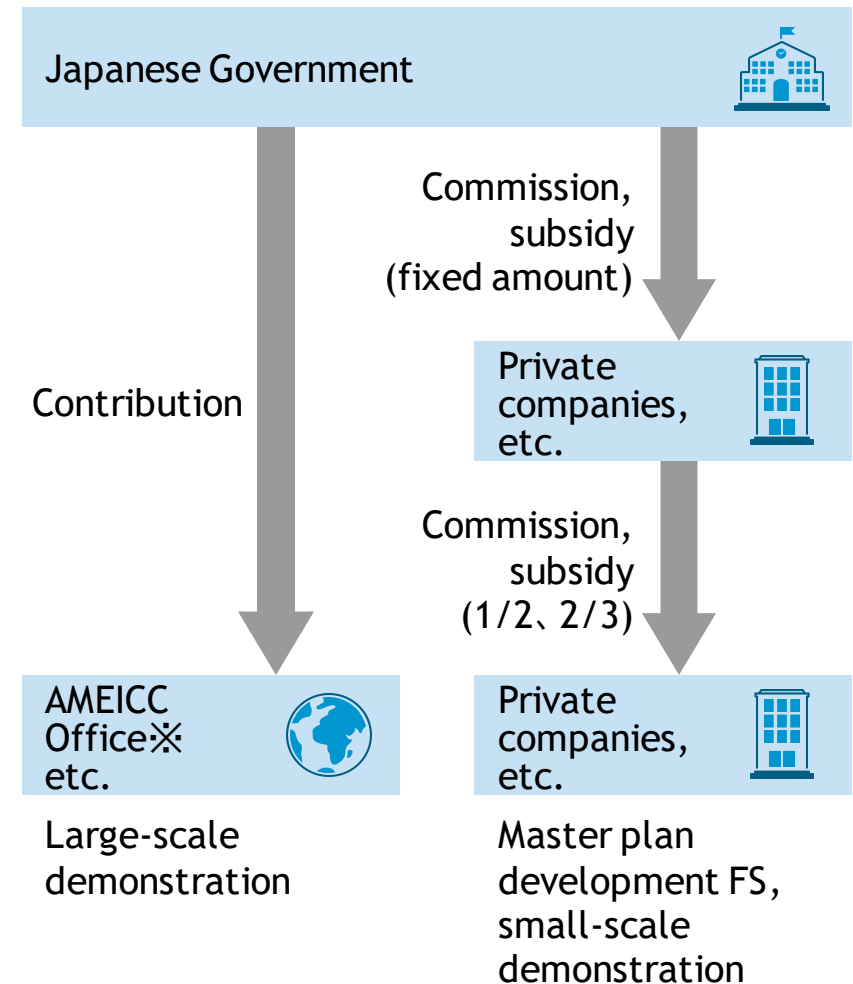 Japanese Government
Commission,
subsidy
(fixed amount)
Contribution
Private
companies,
etc.
Commission,
subsidy
(1/2、2/3)
AMEICC
Office※
etc.
Private
companies,
etc.
Large-scale
demonstration
Master plan
development FS,
small-scale
demonstration